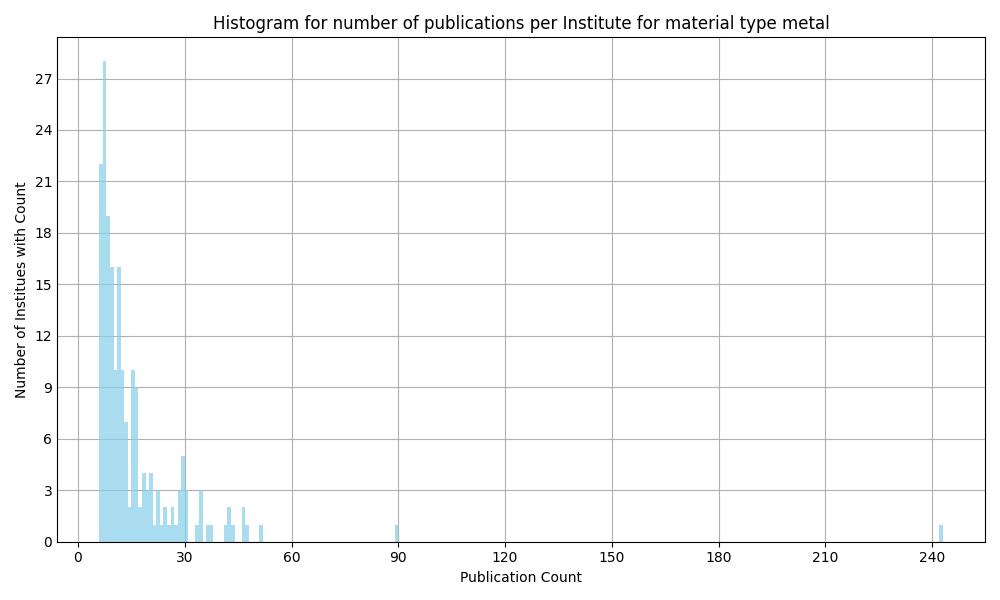 Histogram for number of publications per Institute for material type metal
Number of Institues with Count
27
24
21
18
15
12
9
6
3
0
0 30 60 90 120 150 180 210 240
Publication Count